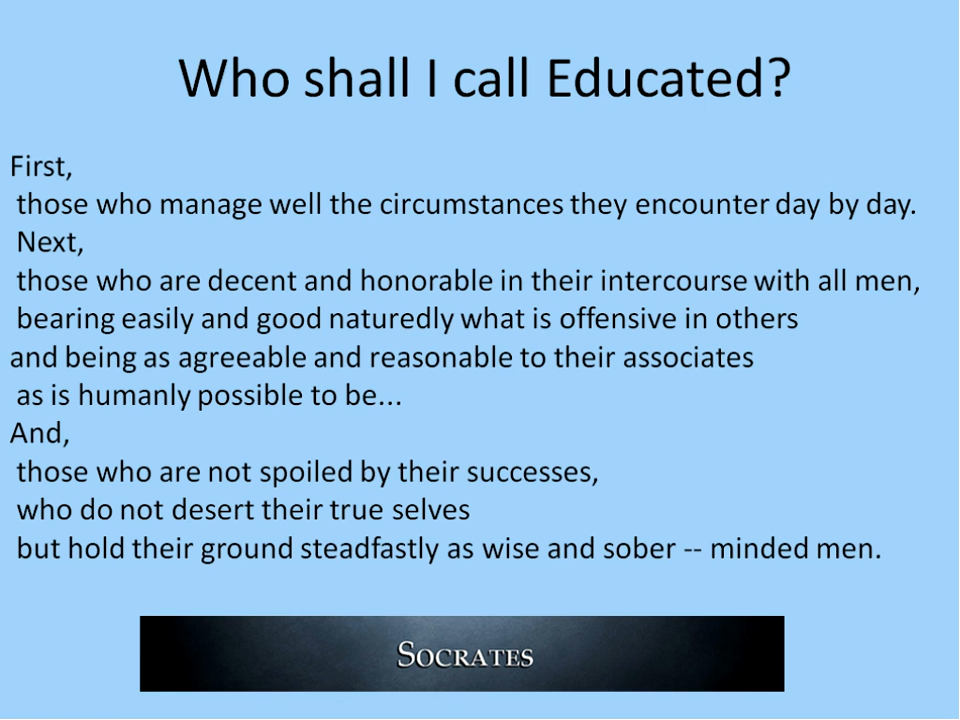 Who shall I call Educated?
First,
those who manage well the circumstances they encounter day by day.
Next,
those who are decent and honorable in their intercourse with all men,
bearing easily and good naturedly what is offensive in others
and being as agreeable and reasonable to their associates
as is humanly possible to be...
And,
those who are not spoiled by their successes,
who do not desert their true selves
but hold their ground steadfastly as wise and sober -- minded men.
SOCRATES